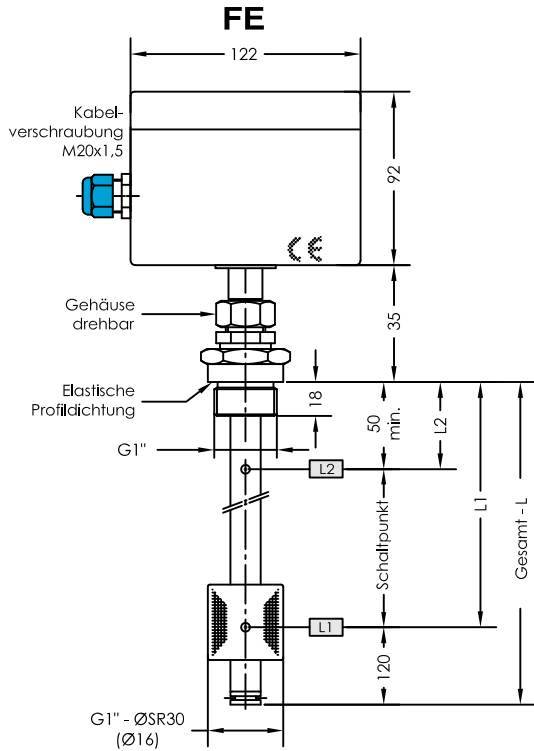 FE
122
Kabel-
verschraubung
M20x1,5
92
CE
Gehäuse
drehbar
35
Elastische
Profildichtung
18
50
min.
L2
G1"
L2
Schaltpunkt
L1
Gesamt - L
L1
120
G1" - ØSR30
(Ø16)